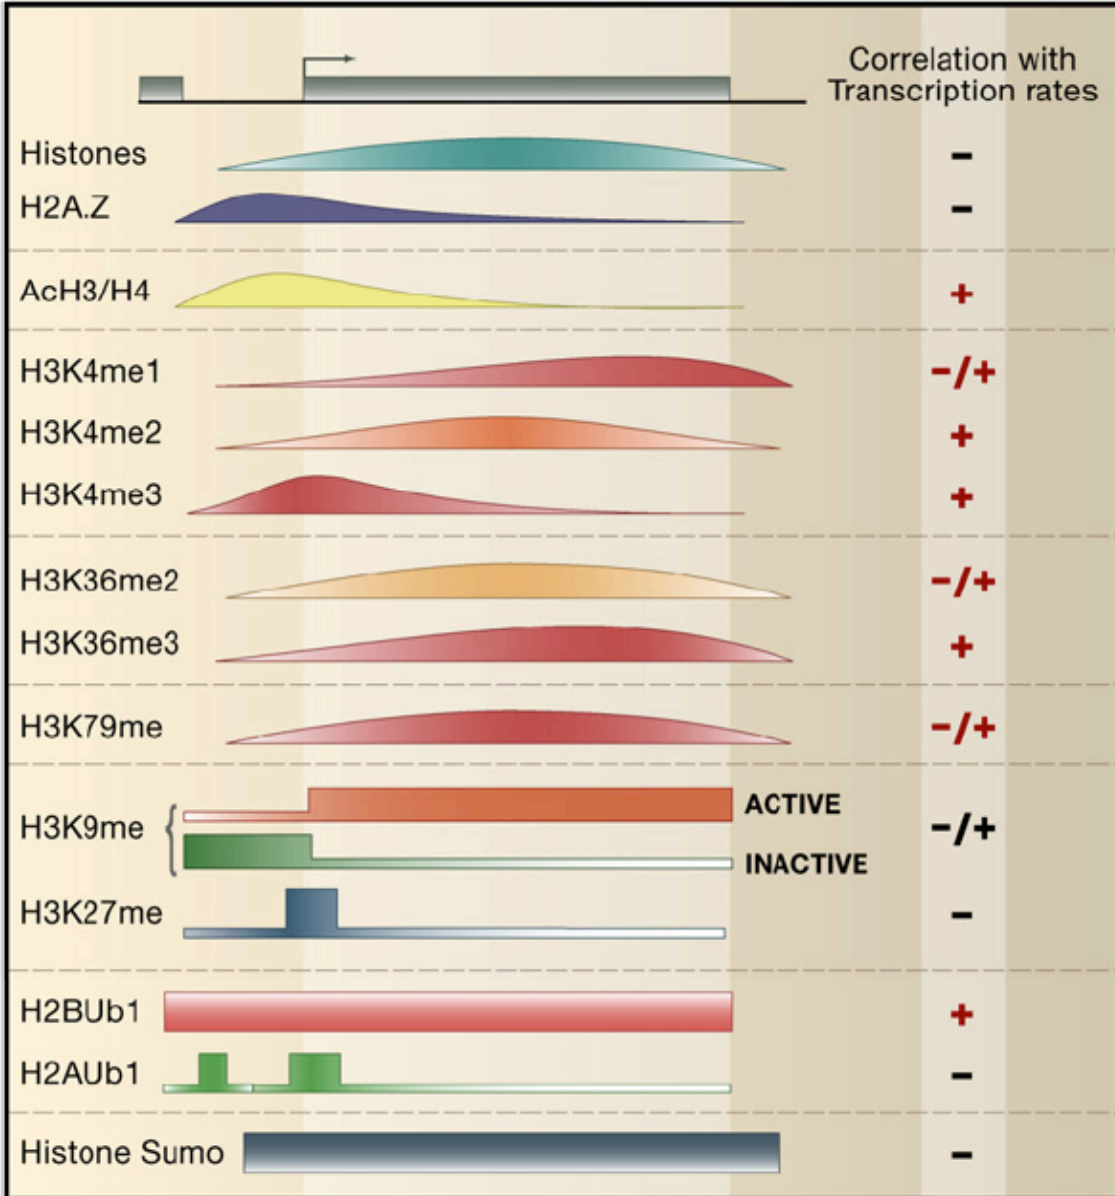 Correlation with
Transcription rates
Histones –
H2A.Z –
AcH3/H4 +
H3K4me1 –/+
H3K4me2 +
H3K4me3 +
H3K36me2 –/+
H3K36me3 +
H3K79me –/+
ACTIVE
H3K9me { –/+
INACTIVE
H3K27me –
H2BUb1 +
H2AUb1 –
Histone Sumo –